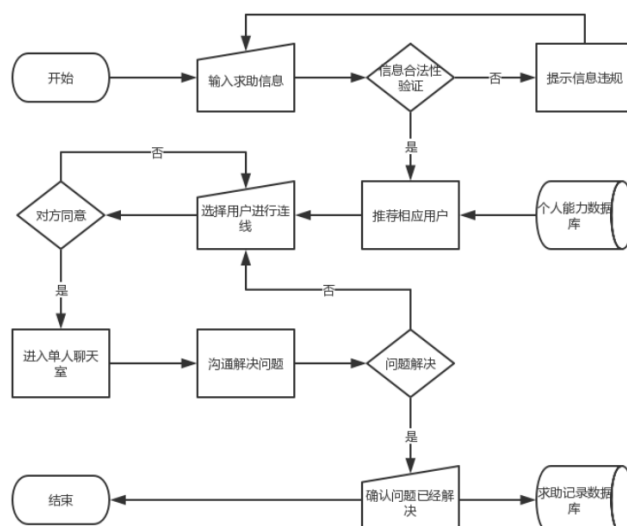 开始
输入求助信息
信息合法性
验证
否
提示信息违规
是
否
对方同意
选择用户进行连
线
推荐相应用户
个人能力数据
库
是
否
进入单人聊天
室
沟通解决问题
问题解决
是
结束
确认问题已经解
决
求助记录数据
库